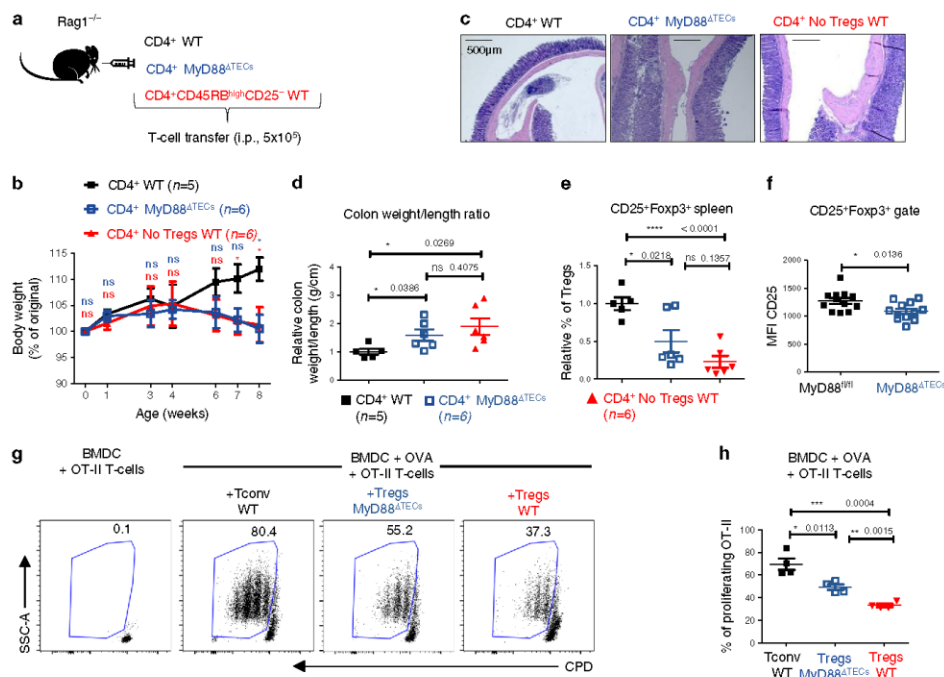 a
Rag1–/–
CD4+ WT
CD4+ MyD88ΔTECs
CD4+CD45RBhighCD25– WT
T-cell transfer (i.p., 5x10⁵)
c
CD4+ WT
CD4+ MyD88ΔTECs
CD4+ No Tregs WT
500μm
b
CD4+ WT (n=5)
CD4+ MyD88ΔTECs (n=6)
CD4+ No Tregs WT (n=6)
Body weight
(% of original)
115
110
105
100
95
90
ns
ns
ns
ns
ns
ns
ns
ns
ns
ns
ns
*
*
*
0
1
3
4
6
7
8
Age (weeks)
d
Colon weight/length ratio
Relative colon
weight/length (g/cm)
4
3
2
1
0
* 0.0269
ns 0.4075
* 0.0386
CD4+ WT
(n=5)
CD4+ MyD88ΔTECs
(n=6)
CD4+ No Tregs WT
(n=6)
e
CD25+Foxp3+ spleen
Relative % of Tregs
2.0
1.5
1.0
0.5
0.0
**** < 0.0001
* 0.0218
ns 0.1357
f
CD25+Foxp3+ gate
MFI CD25
2000
1500
1000
500
0
* 0.0136
MyD88fl/fl
MyD88ΔTECs
g
BMDC
+ OT-II T-cells
BMDC + OVA
+ OT-II T-cells
+Tconv
WT
+Tregs
MyD88ΔTECs
+Tregs
WT
0.1
80.4
55.2
37.3
SSC-A
CPD
h
BMDC + OVA
+ OT-II T-cells
% of proliferating OT-II
100
80
60
40
20
0
*** 0.0004
* 0.0113
** 0.0015
Tconv
WT
Tregs
MyD88ΔTECs
Tregs
WT